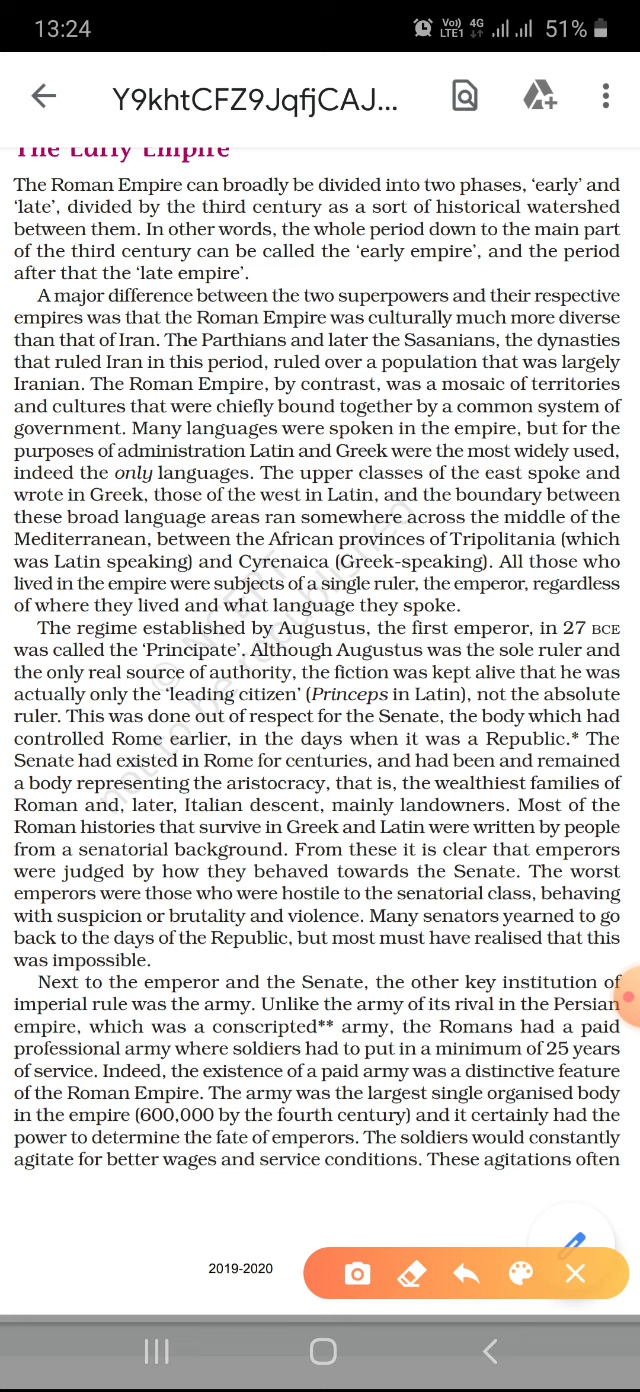 13:24
Vo)) 4G LTE1 51%
Y9khtCFZ9JqfjCAJ...
The Early Empire
The Roman Empire can broadly be divided into two phases, ‘early’ and
‘late’, divided by the third century as a sort of historical watershed
between them. In other words, the whole period down to the main part
of the third century can be called the ‘early empire’, and the period
after that the ‘late empire’.
A major difference between the two superpowers and their respective
empires was that the Roman Empire was culturally much more diverse
than that of Iran. The Parthians and later the Sasanians, the dynasties
that ruled Iran in this period, ruled over a population that was largely
Iranian. The Roman Empire, by contrast, was a mosaic of territories
and cultures that were chiefly bound together by a common system of
government. Many languages were spoken in the empire, but for the
purposes of administration Latin and Greek were the most widely used,
indeed the only languages. The upper classes of the east spoke and
wrote in Greek, those of the west in Latin, and the boundary between
these broad language areas ran somewhere across the middle of the
Mediterranean, between the African provinces of Tripolitania (which
was Latin speaking) and Cyrenaica (Greek-speaking). All those who
lived in the empire were subjects of a single ruler, the emperor, regardless
of where they lived and what language they spoke.
The regime established by Augustus, the first emperor, in 27 BCE
was called the ‘Principate’. Although Augustus was the sole ruler and
the only real source of authority, the fiction was kept alive that he was
actually only the ‘leading citizen’ (Princeps in Latin), not the absolute
ruler. This was done out of respect for the Senate, the body which had
controlled Rome earlier, in the days when it was a Republic.* The
Senate had existed in Rome for centuries, and had been and remained
a body representing the aristocracy, that is, the wealthiest families of
Roman and, later, Italian descent, mainly landowners. Most of the
Roman histories that survive in Greek and Latin were written by people
from a senatorial background. From these it is clear that emperors
were judged by how they behaved towards the Senate. The worst
emperors were those who were hostile to the senatorial class, behaving
with suspicion or brutality and violence. Many senators yearned to go
back to the days of the Republic, but most must have realised that this
was impossible.
Next to the emperor and the Senate, the other key institution of
imperial rule was the army. Unlike the army of its rival in the Persian
empire, which was a conscripted** army, the Romans had a paid
professional army where soldiers had to put in a minimum of 25 years
of service. Indeed, the existence of a paid army was a distinctive feature
of the Roman Empire. The army was the largest single organised body
in the empire (600,000 by the fourth century) and it certainly had the
power to determine the fate of emperors. The soldiers would constantly
agitate for better wages and service conditions. These agitations often
© NCERT
not to be republished
2019-2020